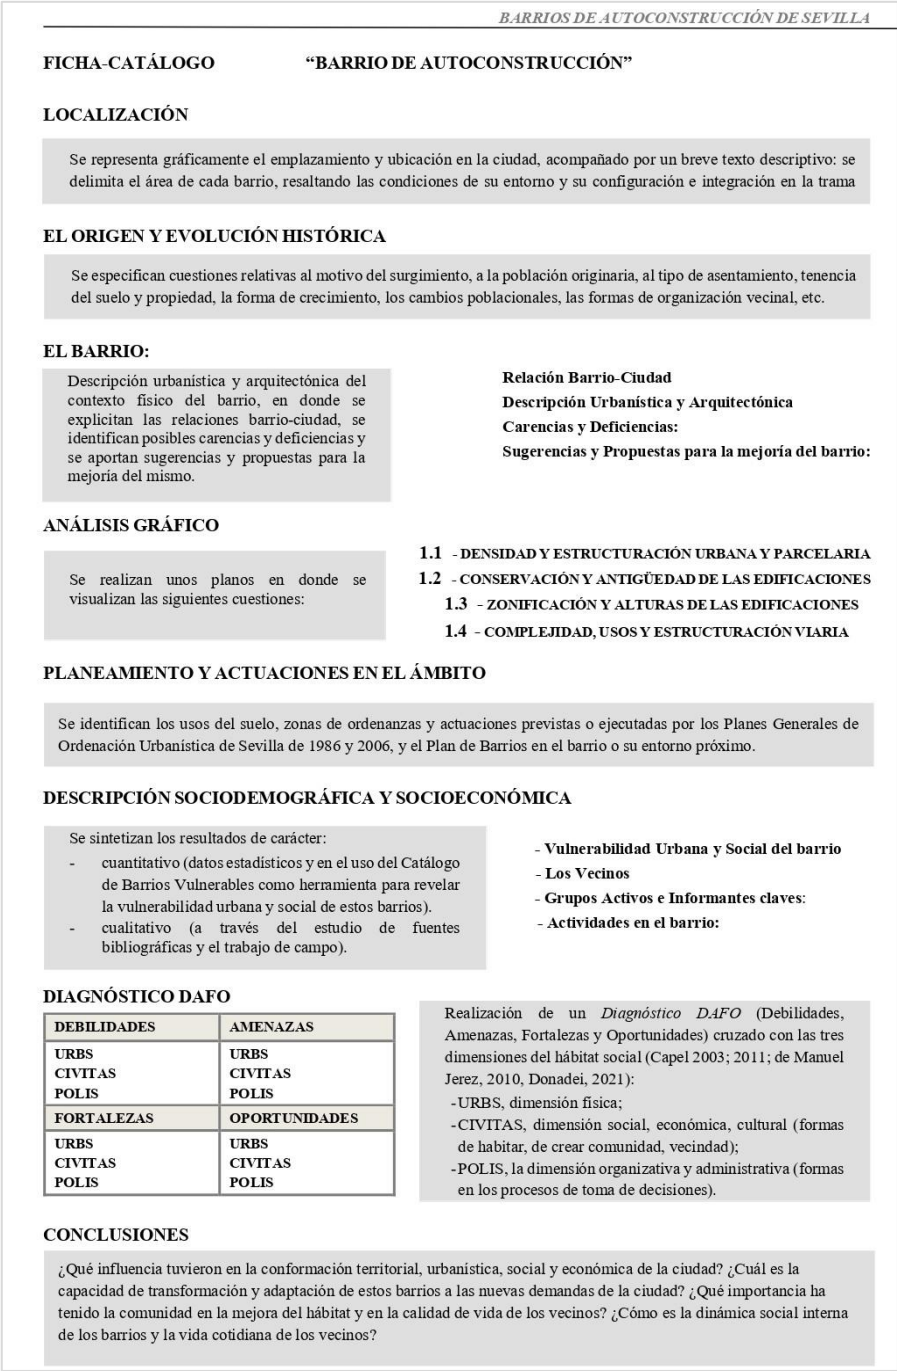 BARRIOS DE AUTOCONSTRUCCIÓN DE SEVILLA
FICHA-CATÁLOGO “BARRIO DE AUTOCONSTRUCCIÓN”
LOCALIZACIÓN
Se representa gráficamente el emplazamiento y ubicación en la ciudad, acompañado por un breve texto descriptivo: se
delimita el área de cada barrio, resaltando las condiciones de su entorno y su configuración e integración en la trama
EL ORIGEN Y EVOLUCIÓN HISTÓRICA
Se especifican cuestiones relativas al motivo del surgimiento, a la población originaria, al tipo de asentamiento, tenencia
del suelo y propiedad, la forma de crecimiento, los cambios poblacionales, las formas de organización vecinal, etc.
EL BARRIO:
Descripción urbanística y arquitectónica del
contexto físico del barrio, en donde se
explicitan las relaciones barrio-ciudad, se
identifican posibles carencias y deficiencias y
se aportan sugerencias y propuestas para la
mejoría del mismo.
Relación Barrio-Ciudad
Descripción Urbanística y Arquitectónica
Carencias y Deficiencias:
Sugerencias y Propuestas para la mejoría del barrio:
ANÁLISIS GRÁFICO
Se realizan unos planos en donde se
visualizan las siguientes cuestiones:
1.1 - DENSIDAD Y ESTRUCTURACIÓN URBANA Y PARCELARIA
1.2 - CONSERVACIÓN Y ANTIGÜEDAD DE LAS EDIFICACIONES
1.3 - ZONIFICACIÓN Y ALTURAS DE LAS EDIFICACIONES
1.4 - COMPLEJIDAD, USOS Y ESTRUCTURACIÓN VIARIA
PLANEAMIENTO Y ACTUACIONES EN EL ÁMBITO
Se identifican los usos del suelo, zonas de ordenanzas y actuaciones previstas o ejecutadas por los Planes Generales de
Ordenación Urbanística de Sevilla de 1986 y 2006, y el Plan de Barrios en el barrio o su entorno próximo.
DESCRIPCIÓN SOCIODEMOGRÁFICA Y SOCIOECONÓMICA
Se sintetizan los resultados de carácter:
- cuantitativo (datos estadísticos y en el uso del Catálogo
de Barrios Vulnerables como herramienta para revelar
la vulnerabilidad urbana y social de estos barrios).
- cualitativo (a través del estudio de fuentes
bibliográficas y el trabajo de campo).
- Vulnerabilidad Urbana y Social del barrio
- Los Vecinos
- Grupos Activos e Informantes claves:
- Actividades en el barrio:
DIAGNÓSTICO DAFO
DEBILIDADES AMENAZAS
URBS URBS
CIVITAS CIVITAS
POLIS POLIS
FORTALEZAS OPORTUNIDADES
URBS URBS
CIVITAS CIVITAS
POLIS POLIS
Realización de un Diagnóstico DAFO (Debilidades,
Amenazas, Fortalezas y Oportunidades) cruzado con las tres
dimensiones del hábitat social (Capel 2003; 2011; de Manuel
Jerez, 2010, Donadei, 2021):
-URBS, dimensión física;
-CIVITAS, dimensión social, económica, cultural (formas
de habitar, de crear comunidad, vecindad);
-POLIS, la dimensión organizativa y administrativa (formas
en los procesos de toma de decisiones).
CONCLUSIONES
¿Qué influencia tuvieron en la conformación territorial, urbanística, social y económica de la ciudad? ¿Cuál es la
capacidad de transformación y adaptación de estos barrios a las nuevas demandas de la ciudad? ¿Qué importancia ha
tenido la comunidad en la mejora del hábitat y en la calidad de vida de los vecinos? ¿Cómo es la dinámica social interna
de los barrios y la vida cotidiana de los vecinos?